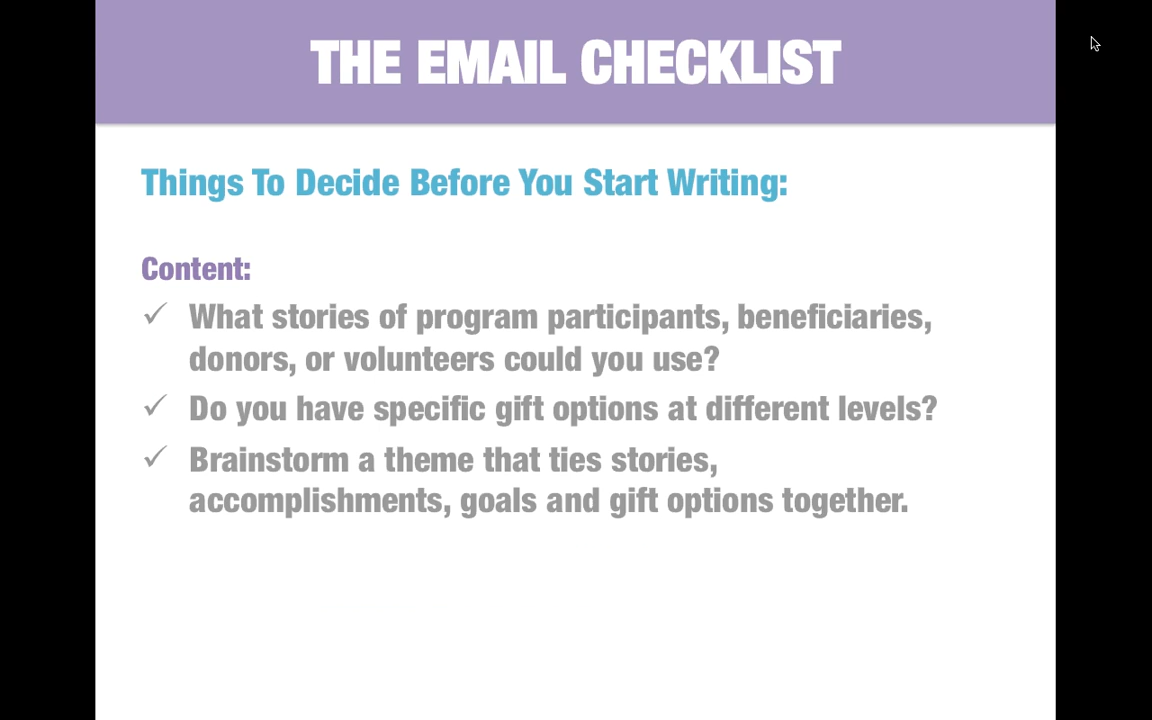 THE EMAIL CHECKLIST
Things To Decide Before You Start Writing:
Content:
✓ What stories of program participants, beneficiaries,
donors, or volunteers could you use?
✓ Do you have specific gift options at different levels?
✓ Brainstorm a theme that ties stories,
accomplishments, goals and gift options together.